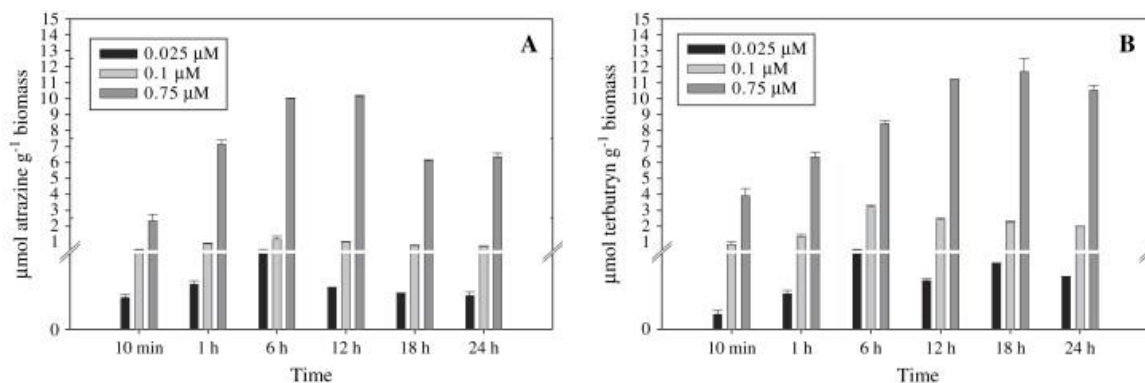 A
0.025 µM
0.1 µM
0.75 µM
µmol atrazine g⁻¹ biomass
15
14
13
12
11
10
9
8
7
6
5
4
3
2
1
0
10 min 1 h 6 h 12 h 18 h 24 h
Time
B
0.025 µM
0.1 µM
0.75 µM
µmol terbutryn g⁻¹ biomass
15
14
13
12
11
10
9
8
7
6
5
4
3
2
1
0
10 min 1 h 6 h 12 h 18 h 24 h
Time